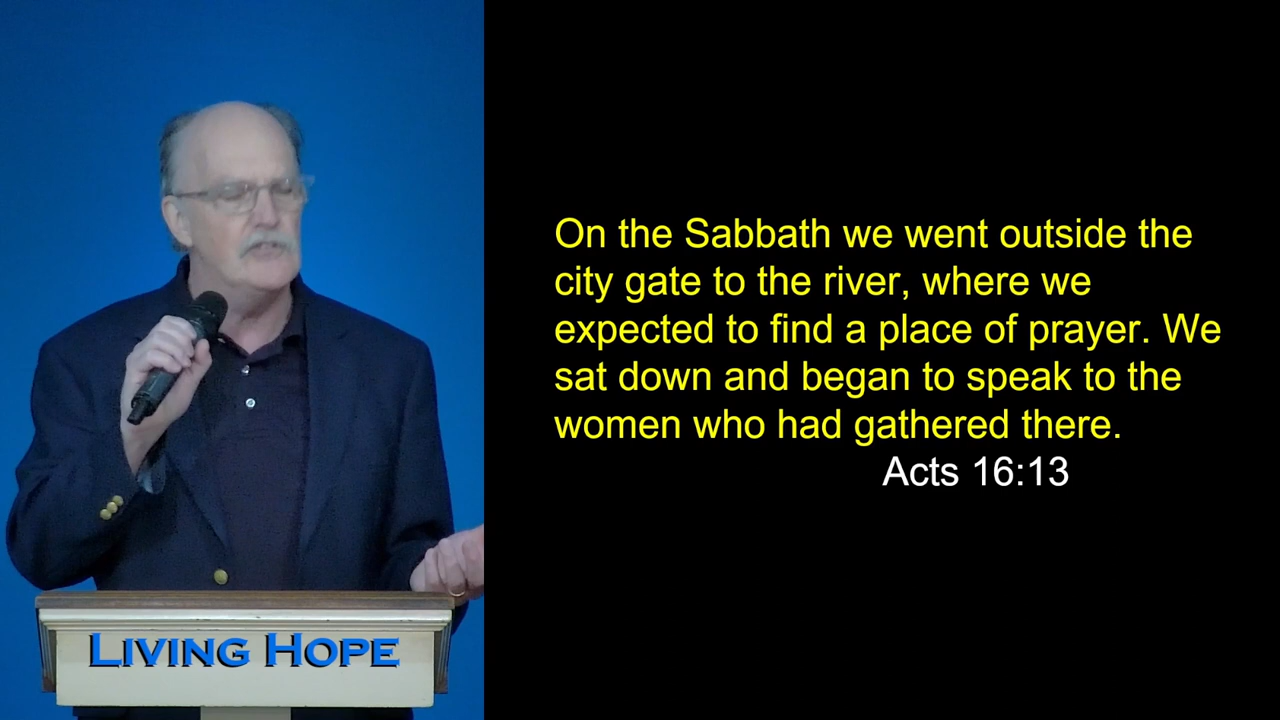 On the Sabbath we went outside the
city gate to the river, where we
expected to find a place of prayer. We
sat down and began to speak to the
women who had gathered there.
Acts 16:13
LIVING HOPE